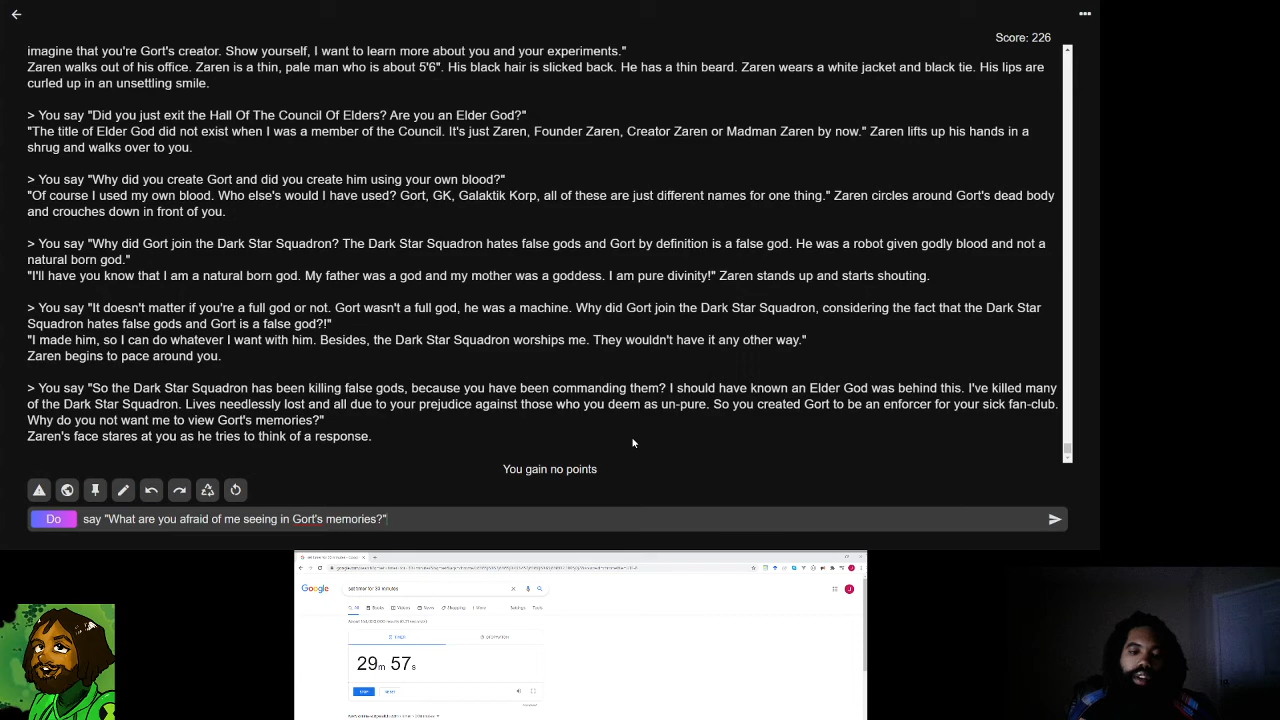 Score: 226
imagine that you're Gort's creator. Show yourself, I want to learn more about you and your experiments."
Zaren walks out of his office. Zaren is a thin, pale man who is about 5'6". His black hair is slicked back. He has a thin beard. Zaren wears a white jacket and black tie. His lips are
curled up in an unsettling smile.
> You say "Did you just exit the Hall Of The Council Of Elders? Are you an Elder God?"
"The title of Elder God did not exist when I was a member of the Council. It's just Zaren, Founder Zaren, Creator Zaren or Madman Zaren by now." Zaren lifts up his hands in a
shrug and walks over to you.
> You say "Why did you create Gort and did you create him using your own blood?"
"Of course I used my own blood. Who else's would I have used? Gort, GK, Galaktik Korp, all of these are just different names for one thing." Zaren circles around Gort's dead body
and crouches down in front of you.
> You say "Why did Gort join the Dark Star Squadron? The Dark Star Squadron hates false gods and Gort by definition is a false god. He was a robot given godly blood and not a
natural born god."
"I'll have you know that I am a natural born god. My father was a god and my mother was a goddess. I am pure divinity!" Zaren stands up and starts shouting.
> You say "It doesn't matter if you're a full god or not. Gort wasn't a full god, he was a machine. Why did Gort join the Dark Star Squadron, considering the fact that the Dark Star
Squadron hates false gods and Gort is a false god?!"
"I made him, so I can do whatever I want with him. Besides, the Dark Star Squadron worships me. They wouldn't have it any other way."
Zaren begins to pace around you.
> You say "So the Dark Star Squadron has been killing false gods, because you have been commanding them? I should have known an Elder God was behind this. I've killed many
of the Dark Star Squadron. Lives needlessly lost and all due to your prejudice against those who you deem as un-pure. So you created Gort to be an enforcer for your sick fan-club.
Why do you not want me to view Gort's memories?"
Zaren's face stares at you as he tries to think of a response.
You gain no points
Do say "What are you afraid of me seeing in Gort's memories?"
Google
set timer for 30 minutes
All Books Videos News Shopping More Settings Tools
TIMER STOPWATCH
29m 57s
STOP RESET